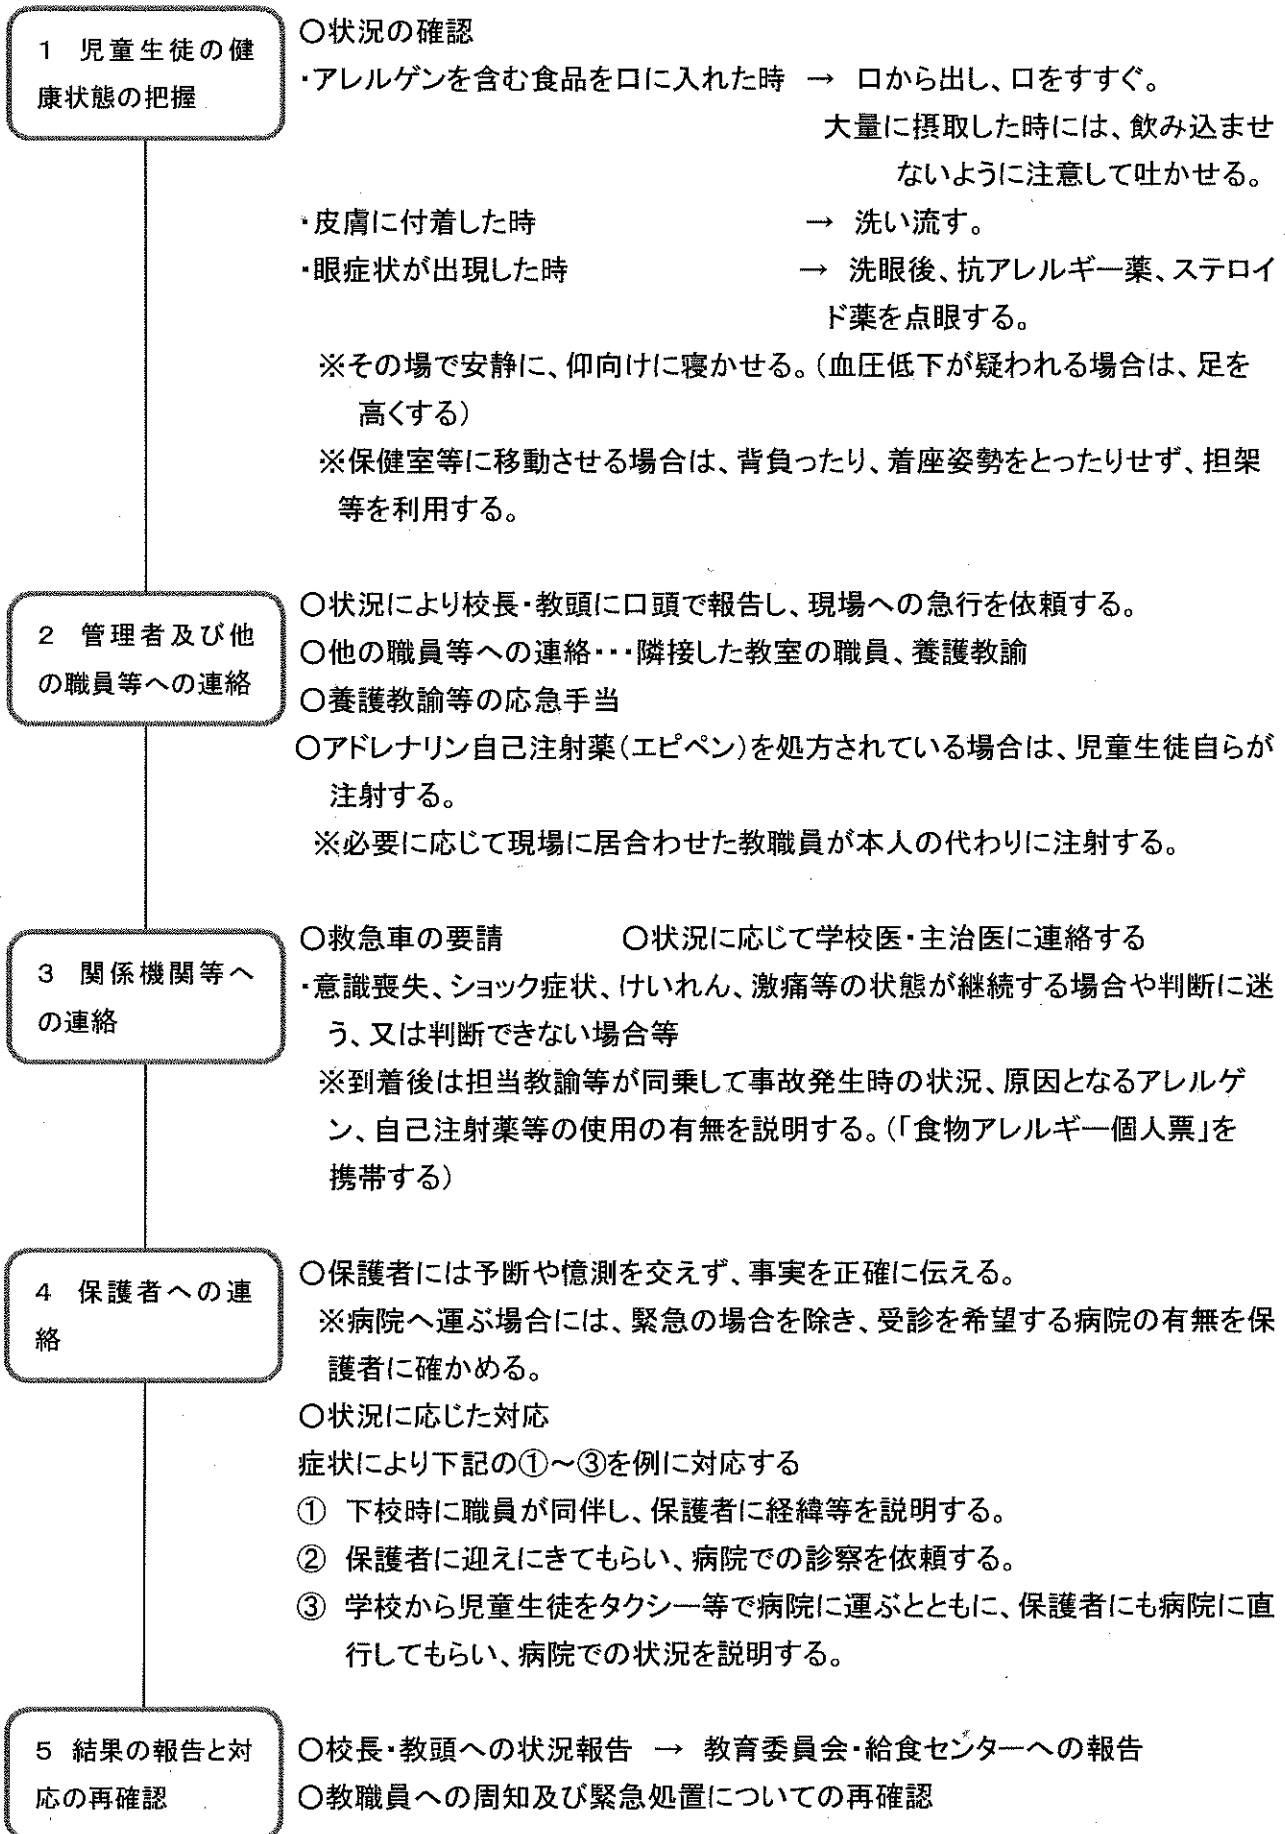 1 児童生徒の健
康状態の把握
〇状況の確認
・アレルゲンを含む食品を口に入れた時 → 口から出し、口をすすぐ。
大量に摂取した時には、飲み込ませ
ないように注意して吐かせる。
・皮膚に付着した時 → 洗い流す。
・眼症状が出現した時 → 洗眼後、抗アレルギー薬、ステロイ
ド薬を点眼する。
※その場で安静に、仰向けに寝かせる。(血圧低下が疑われる場合は、足を
高くする)
※保健室等に移動させる場合は、背負ったり、着座姿勢をとったりせず、担架
等を利用する。
2 管理者及び他
の職員等への連絡
〇状況により校長・教頭に口頭で報告し、現場への急行を依頼する。
〇他の職員等への連絡・・・隣接した教室の職員、養護教諭
〇養護教諭等の応急手当
〇アドレナリン自己注射薬(エピペン)を処方されている場合は、児童生徒自らが
注射する。
※必要に応じて現場に居合わせた教職員が本人の代わりに注射する。
3 関係機関等へ
の連絡
〇救急車の要請 〇状況に応じて学校医・主治医に連絡する
・意識喪失、ショック症状、けいれん、激痛等の状態が継続する場合や判断に迷
う、又は判断できない場合等
※到着後は担当教諭等が同乗して事故発生時の状況、原因となるアレルゲ
ン、自己注射薬等の使用の有無を説明する。(「食物アレルギー個人票」を
携帯する)
4 保護者への連
絡
〇保護者には予断や憶測を交えず、事実を正確に伝える。
※病院へ運ぶ場合には、緊急の場合を除き、受診を希望する病院の有無を保
護者に確かめる。
〇状況に応じた対応
症状により下記の①～③を例に対応する
① 下校時に職員が同伴し、保護者に経緯等を説明する。
② 保護者に迎えにきてもらい、病院での診察を依頼する。
③ 学校から児童生徒をタクシー等で病院に運ぶとともに、保護者にも病院に直
行してもらい、病院での状況を説明する。
5 結果の報告と対
応の再確認
〇校長・教頭への状況報告 → 教育委員会・給食センターへの報告
〇教職員への周知及び緊急処置についての再確認